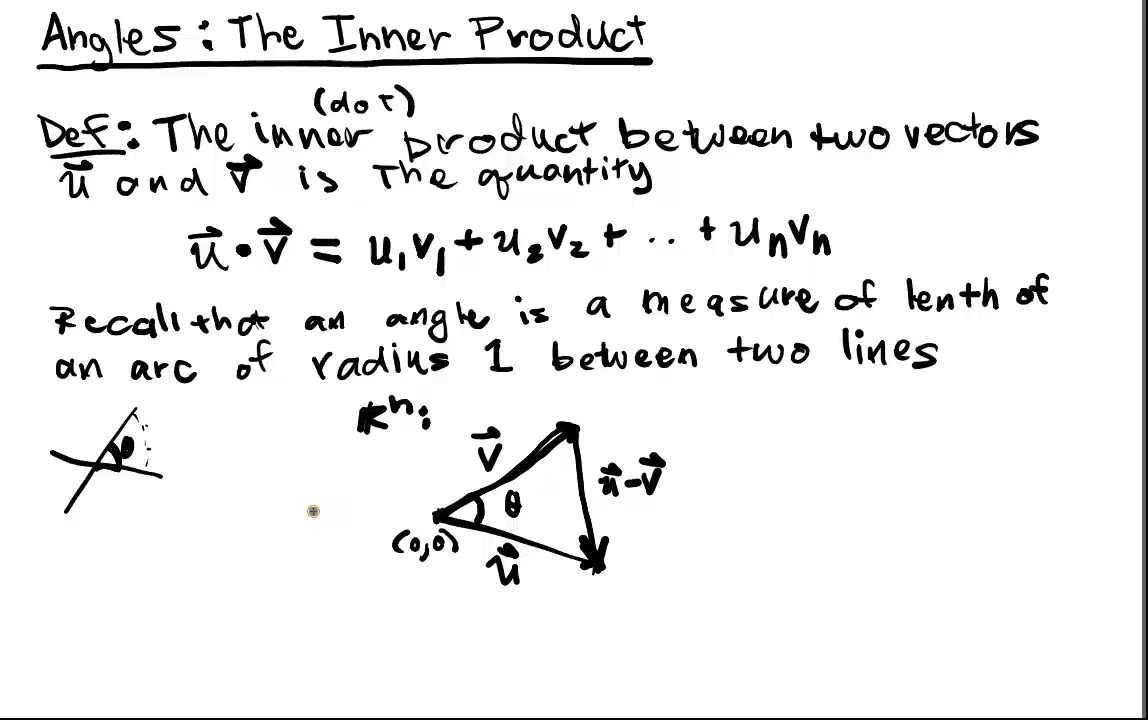 Angles: The Inner Product
(dot)
Def: The inner product between two vectors
u⃗ and v⃗ is The quantity
u⃗ • v⃗ = u₁v₁ + u₂v₂ + .. + uₙvₙ
Recall that an angle is a measure of lenth of
an arc of radius 1 between two lines
θ
ℝⁿ:
v⃗
u⃗-v⃗
θ
(0,0)
u⃗